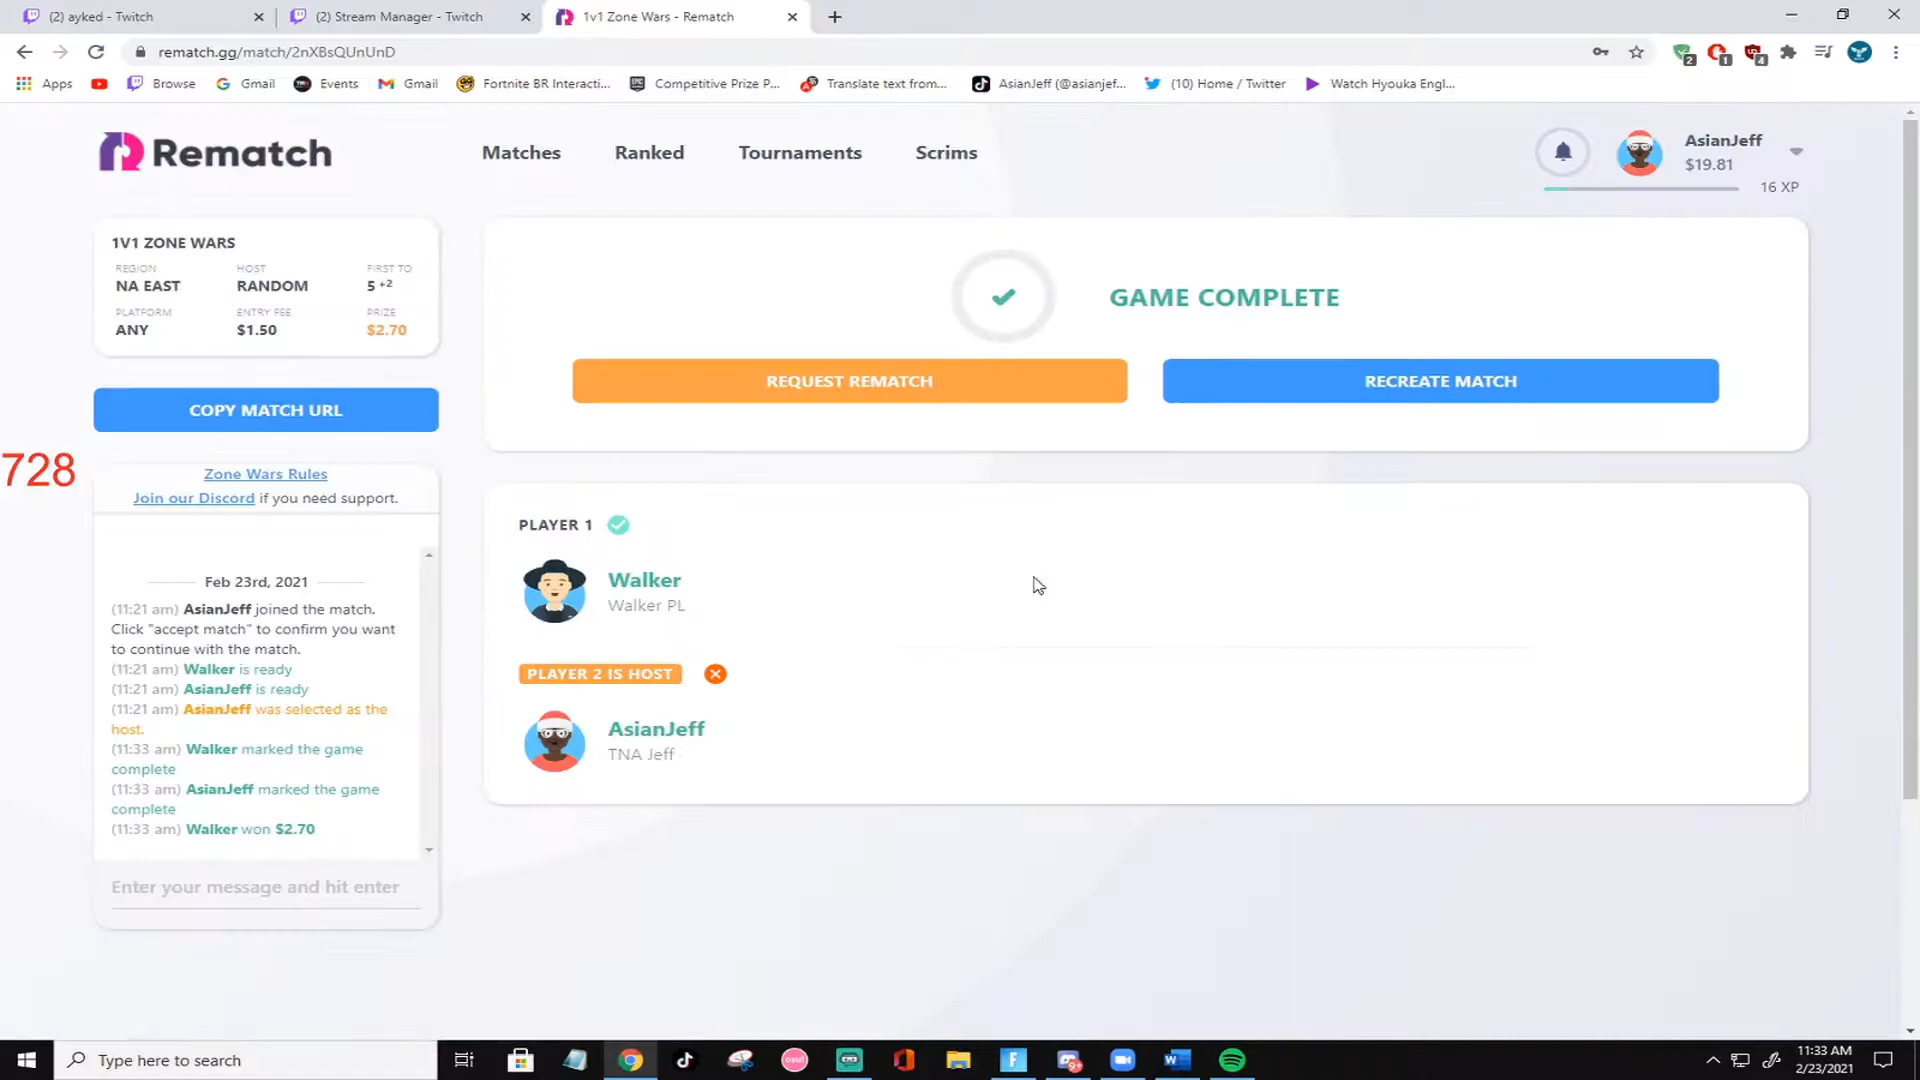 (2) ayked - Twitch
(2) Stream Manager - Twitch
1v1 Zone Wars - Rematch
rematch.gg/match/2nXBsQUnUnD
2
1
4
Apps
Browse
Gmail
Events
Gmail
Fortnite BR Interacti...
Competitive Prize P...
Translate text from...
AsianJeff (@asianjef...
(10) Home / Twitter
Watch Hyouka Engl...
Rematch
Matches
Ranked
Tournaments
Scrims
AsianJeff
$19.81
16 XP
1V1 ZONE WARS
REGION HOST FIRST TO
NA EAST RANDOM 5 +2
PLATFORM ENTRY FEE PRIZE
ANY $1.50 $2.70
COPY MATCH URL
728
Zone Wars Rules
Join our Discord if you need support.
Feb 23rd, 2021
(11:21 am) AsianJeff joined the match.
Click "accept match" to confirm you want
to continue with the match.
(11:21 am) Walker is ready
(11:21 am) AsianJeff is ready
(11:21 am) AsianJeff was selected as the
host.
(11:33 am) Walker marked the game
complete
(11:33 am) AsianJeff marked the game
complete
(11:33 am) Walker won $2.70
Enter your message and hit enter
GAME COMPLETE
REQUEST REMATCH
RECREATE MATCH
PLAYER 1
Walker
Walker PL
PLAYER 2 IS HOST
AsianJeff
TNA Jeff
Type here to search
osu!
11:33 AM
2/23/2021